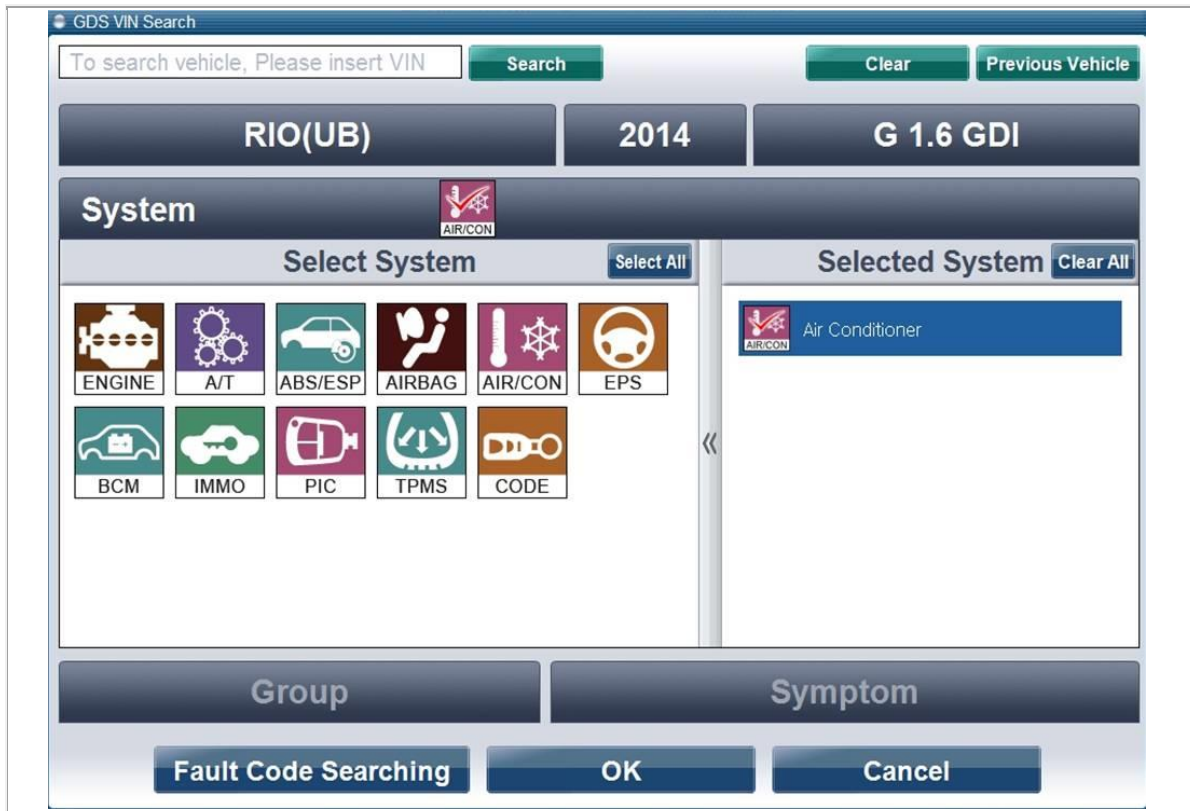 GDS VIN Search
To search vehicle, Please insert VIN Search Clear Previous Vehicle
RIO(UB) 2014 G 1.6 GDI
System AIR/CON
Select System Select All Selected System Clear All
AIR/CON Air Conditioner
ENGINE A/T ABS/ESP AIRBAG AIR/CON EPS
BCM IMMO PIC TPMS CODE
Group Symptom
Fault Code Searching OK Cancel